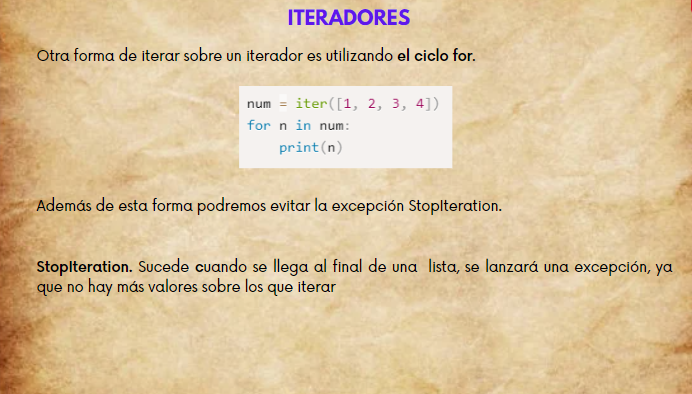 ITERADORES
Otra forma de iterar sobre un iterador es utilizando el ciclo for.
num = iter([1, 2, 3, 4])
for n in num:
    print(n)
Además de esta forma podremos evitar la excepción StopIteration.
StopIteration. Sucede cuando se llega al final de una lista, se lanzará una excepción, ya
que no hay más valores sobre los que iterar